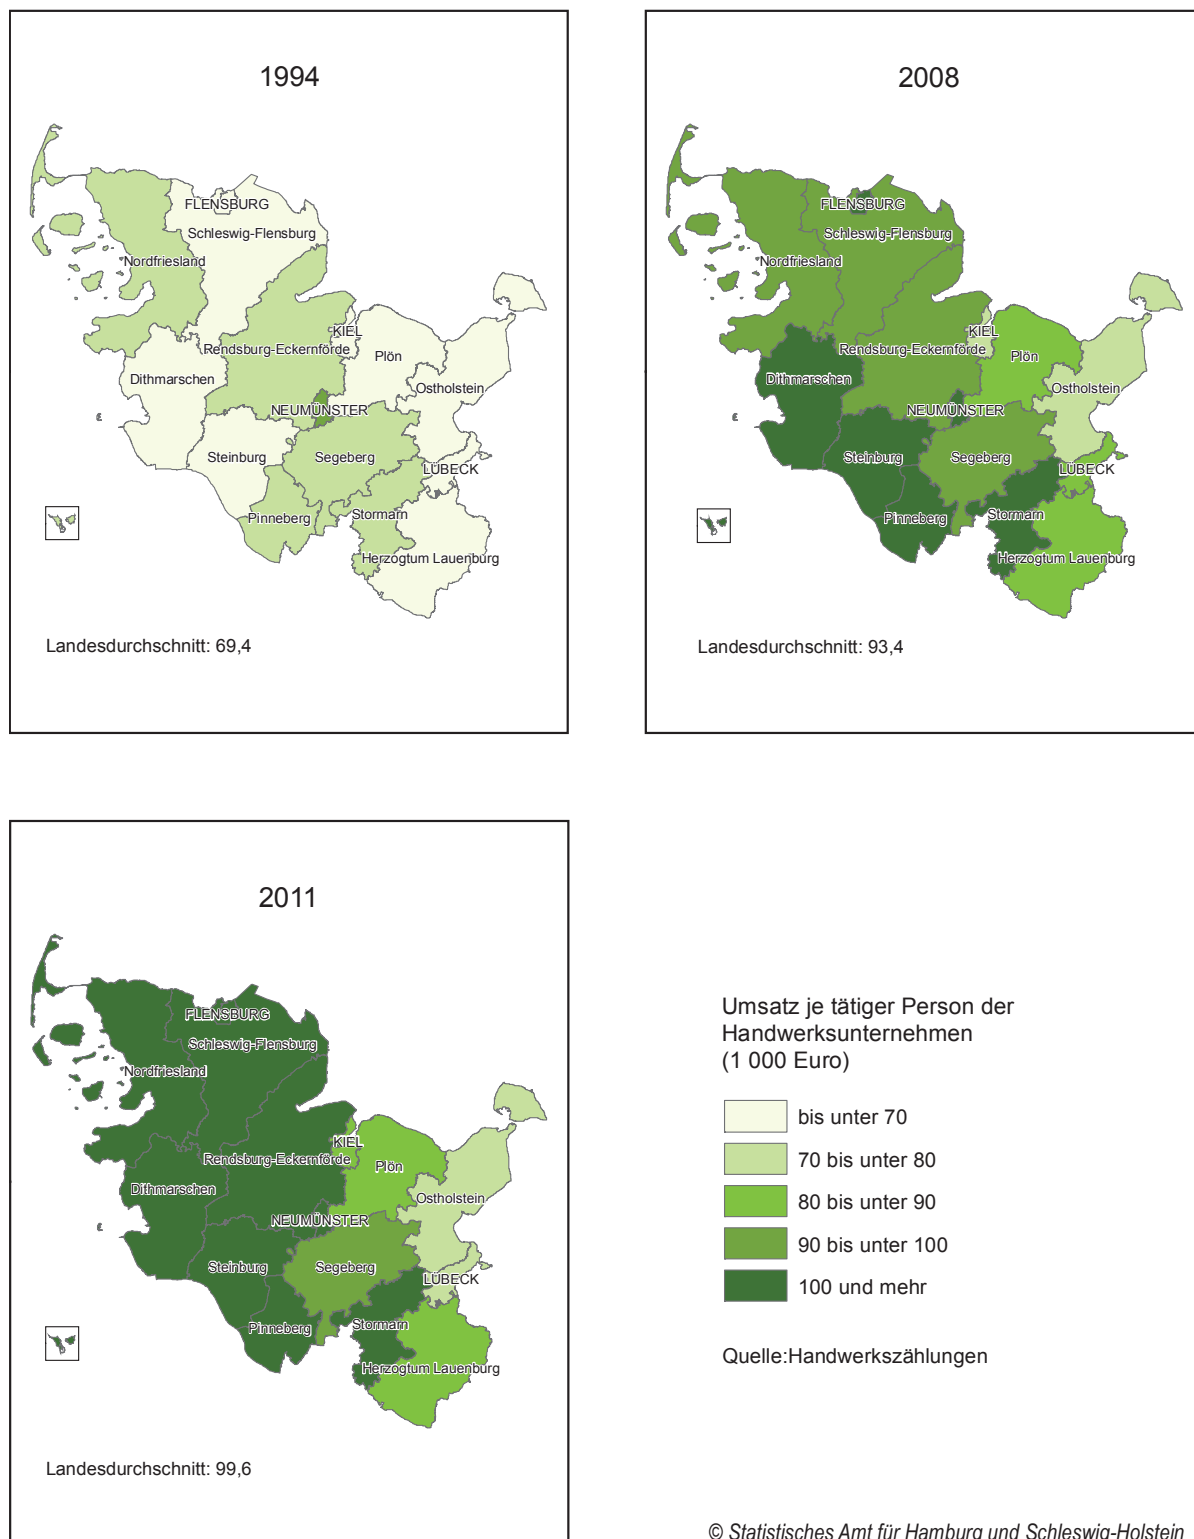 1994
FLENSBURG
Schleswig-Flensburg
Nordfriesland
KIEL
Rendsburg-Eckernförde
Plön
Dithmarschen
Ostholstein
NEUMÜNSTER
Steinburg
Segeberg
LÜBECK
Stormarn
Pinneberg
Herzogtum Lauenburg
Landesdurchschnitt: 69,4
2008
FLENSBURG
Schleswig-Flensburg
Nordfriesland
KIEL
Rendsburg-Eckernförde
Plön
Dithmarschen
Ostholstein
NEUMÜNSTER
Steinburg
Segeberg
LÜBECK
Stormarn
Pinneberg
Herzogtum Lauenburg
Landesdurchschnitt: 93,4
2011
FLENSBURG
Schleswig-Flensburg
Nordfriesland
KIEL
Rendsburg-Eckernförde
Plön
Dithmarschen
Ostholstein
NEUMÜNSTER
Steinburg
Segeberg
LÜBECK
Stormarn
Pinneberg
Herzogtum Lauenburg
Landesdurchschnitt: 99,6
Umsatz je tätiger Person der
Handwerksunternehmen
(1 000 Euro)
bis unter 70
70 bis unter 80
80 bis unter 90
90 bis unter 100
100 und mehr
Quelle:Handwerkszählungen
© Statistisches Amt für Hamburg und Schleswig-Holstein